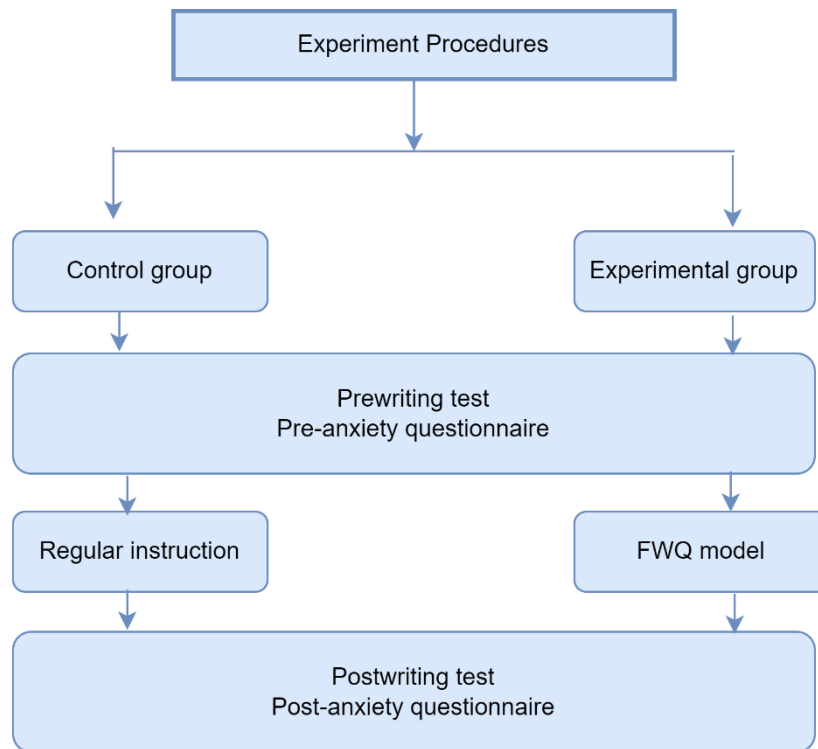 Experiment Procedures
Control group
Experimental group
Prewriting test
Pre-anxiety questionnaire
Regular instruction
FWQ model
Postwriting test
Post-anxiety questionnaire